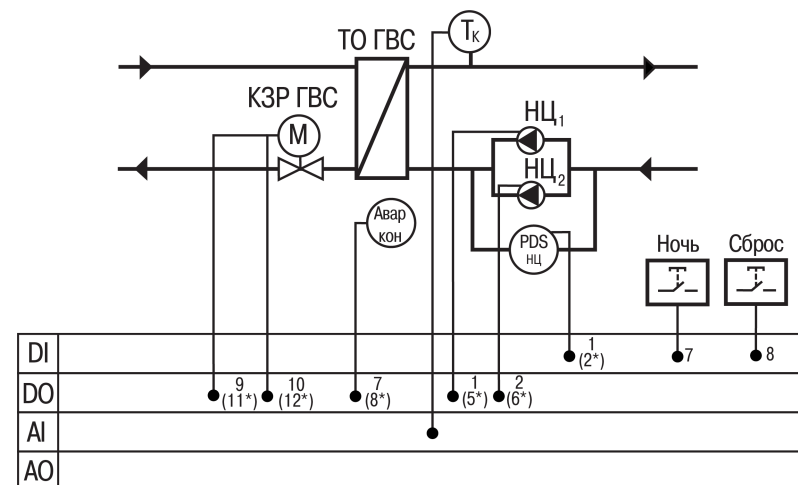 Tк
ТО ГВС
КЗР ГВС
М
НЦ1
НЦ2
Авар
кон
PDS
НЦ
Ночь
Сброс
DI
1
(2*)
7
8
DO
9
(11*)
10
(12*)
7
(8*)
1
(5*)
2
(6*)
AI
AO